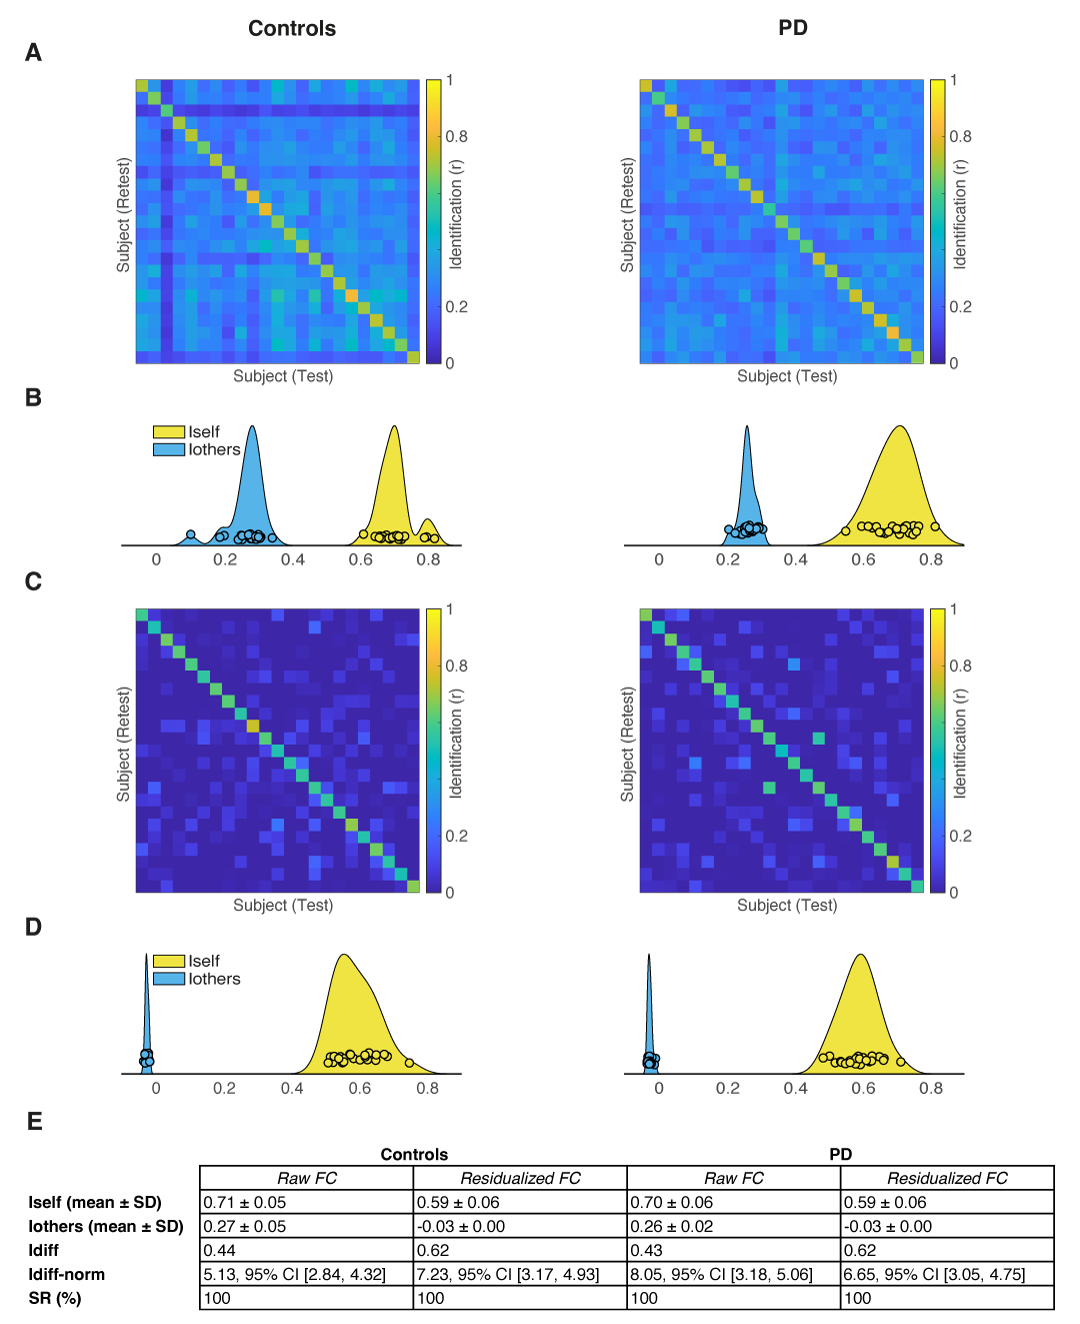 Controls
PD
A
Subject (Retest)
Subject (Test)
1
0.8
0.2
0
Identification (r)
Subject (Retest)
Subject (Test)
1
0.8
0.2
0
Identification (r)
B
Iself
Iothers
0 0.2 0.4 0.6 0.8
0 0.2 0.4 0.6 0.8
C
Subject (Retest)
Subject (Test)
1
0.8
0.2
0
Identification (r)
Subject (Retest)
Subject (Test)
1
0.8
0.2
0
Identification (r)
D
Iself
Iothers
0 0.2 0.4 0.6 0.8
0 0.2 0.4 0.6 0.8
E
Controls PD
Raw FC Residualized FC Raw FC Residualized FC
Iself (mean ± SD) 0.71 ± 0.05 0.59 ± 0.06 0.70 ± 0.06 0.59 ± 0.06
Iothers (mean ± SD) 0.27 ± 0.05 -0.03 ± 0.00 0.26 ± 0.02 -0.03 ± 0.00
Idiff 0.44 0.62 0.43 0.62
Idiff-norm 5.13, 95% CI [2.84, 4.32] 7.23, 95% CI [3.17, 4.93] 8.05, 95% CI [3.18, 5.06] 6.65, 95% CI [3.05, 4.75]
SR (%) 100 100 100 100